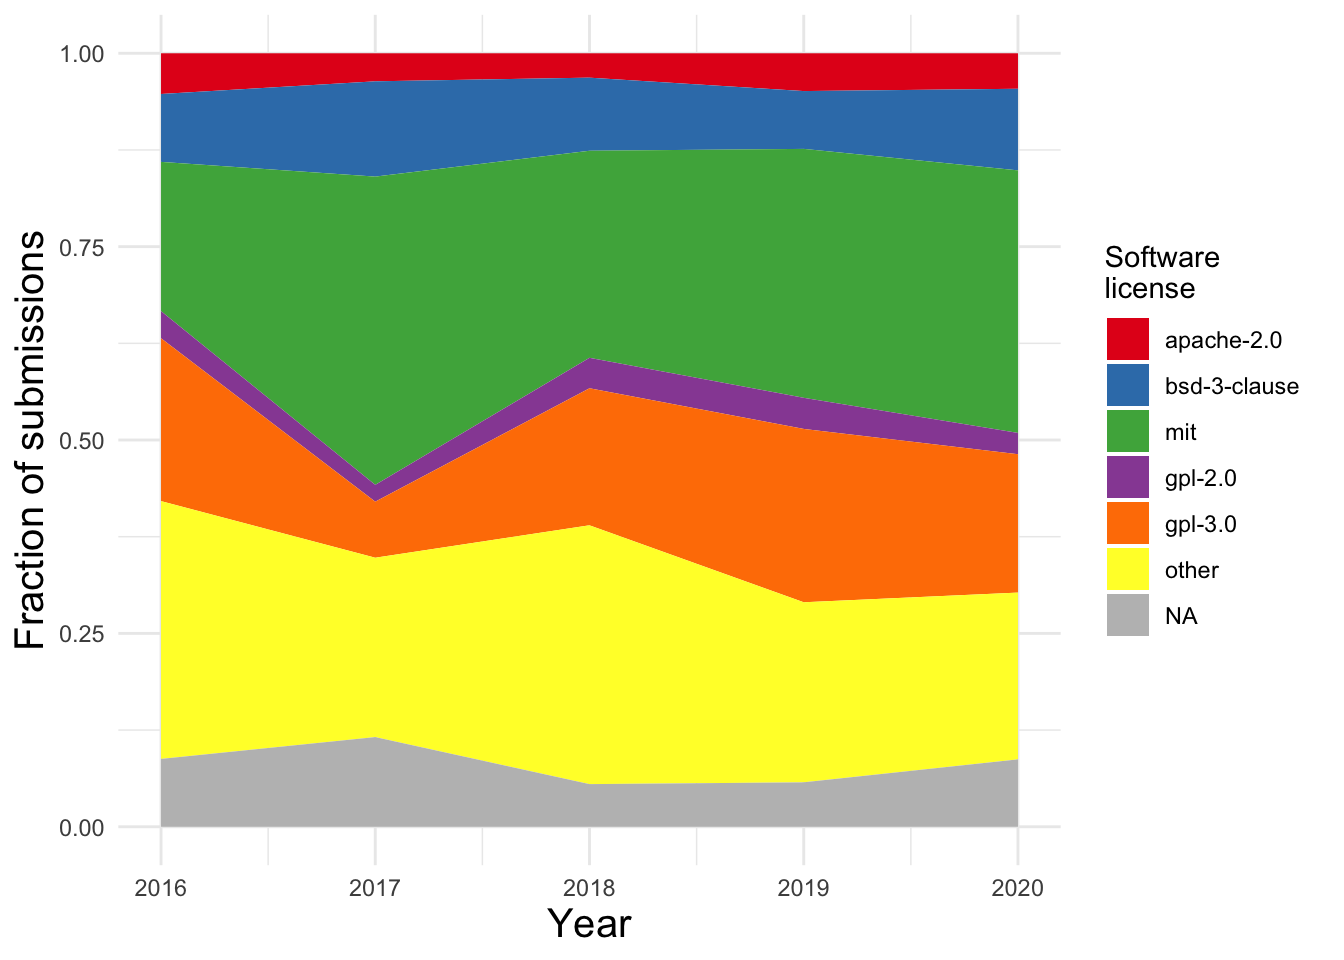 Fraction of submissions
1.00
0.75
0.50
0.25
0.00
2016 2017 2018 2019 2020
Year
Software
license
apache-2.0
bsd-3-clause
mit
gpl-2.0
gpl-3.0
other
NA